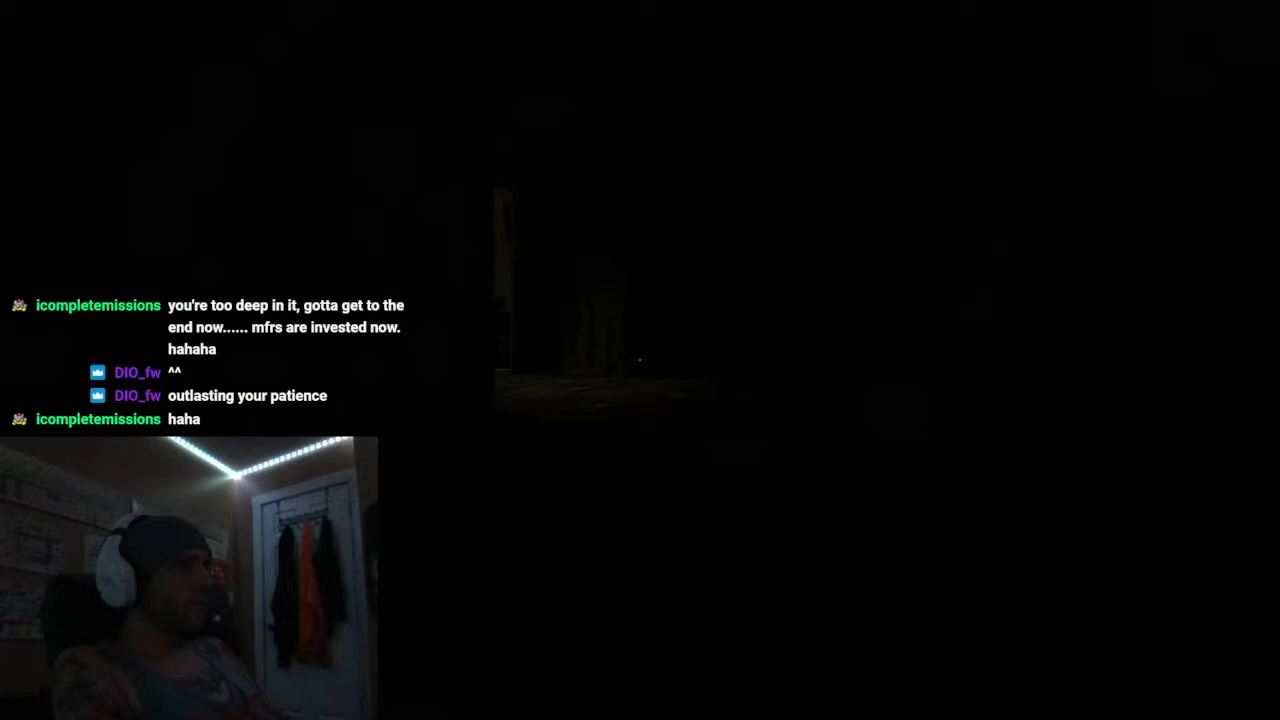 icompletemissions you're too deep in it, gotta get to the
end now...... mfrs are invested now.
hahaha
DIO_fw ^^
DIO_fw outlasting your patience
icompletemissions haha